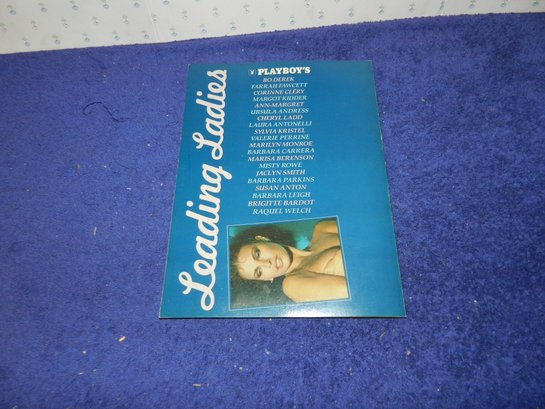 Leading Ladies
PLAYBOY'S
BO DEREK
FARRAH FAWCETT
CORINNE CLERY
MARGOT KIDDER
ANN-MARGRET
URSULA ANDRESS
CHERYL LADD
LAURA ANTONELLI
SYLVIA KRISTEL
VALERIE PERRINE
MARILYN MONROE
BARBARA CARRERA
MARISA BERENSON
MISTY ROWE
JACLYN SMITH
BARBARA PARKINS
SUSAN ANTON
BARBARA LEIGH
BRIGITTE BARDOT
RAQUEL WELCH